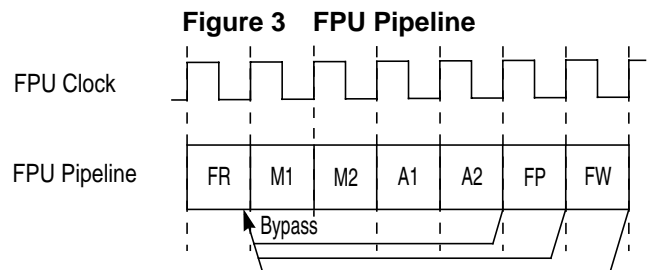 Figure 3 FPU Pipeline
FPU Clock
FPU Pipeline FR M1 M2 A1 A2 FP FW
Bypass